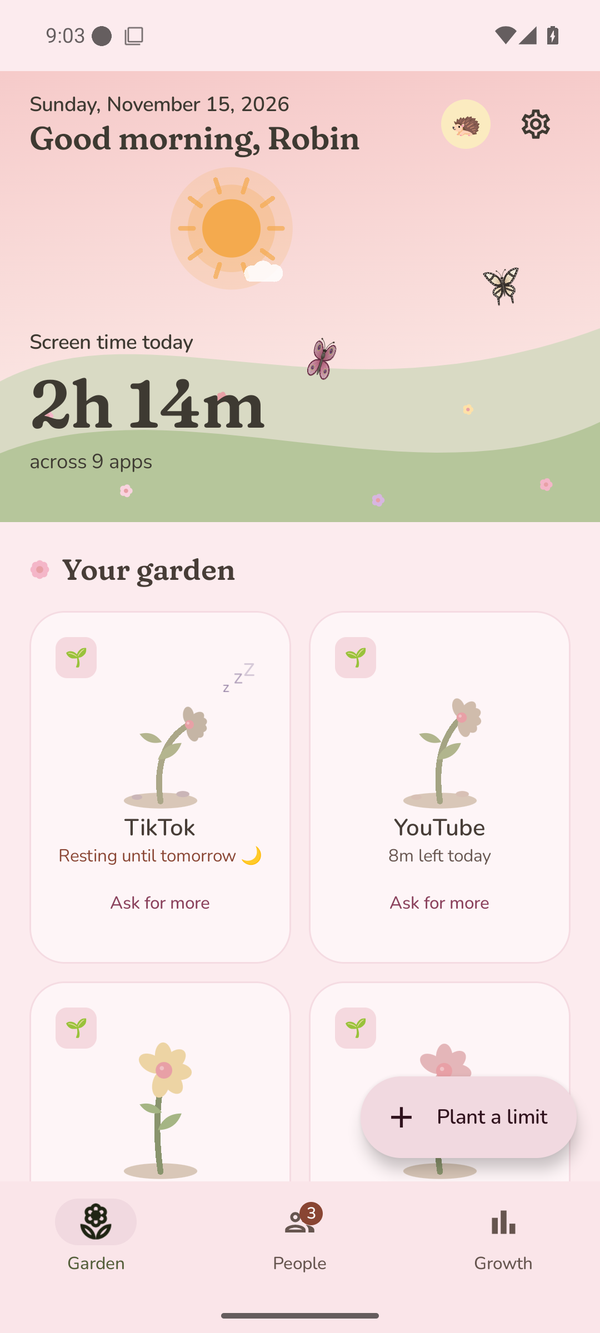 9:03
Sunday, November 15, 2026
Good morning, Robin
Screen time today
2h 14m
across 9 apps
Your garden
z z Z
TikTok
Resting until tomorrow 🌙
Ask for more
YouTube
8m left today
Ask for more
Plant a limit
3
Garden
People
Growth